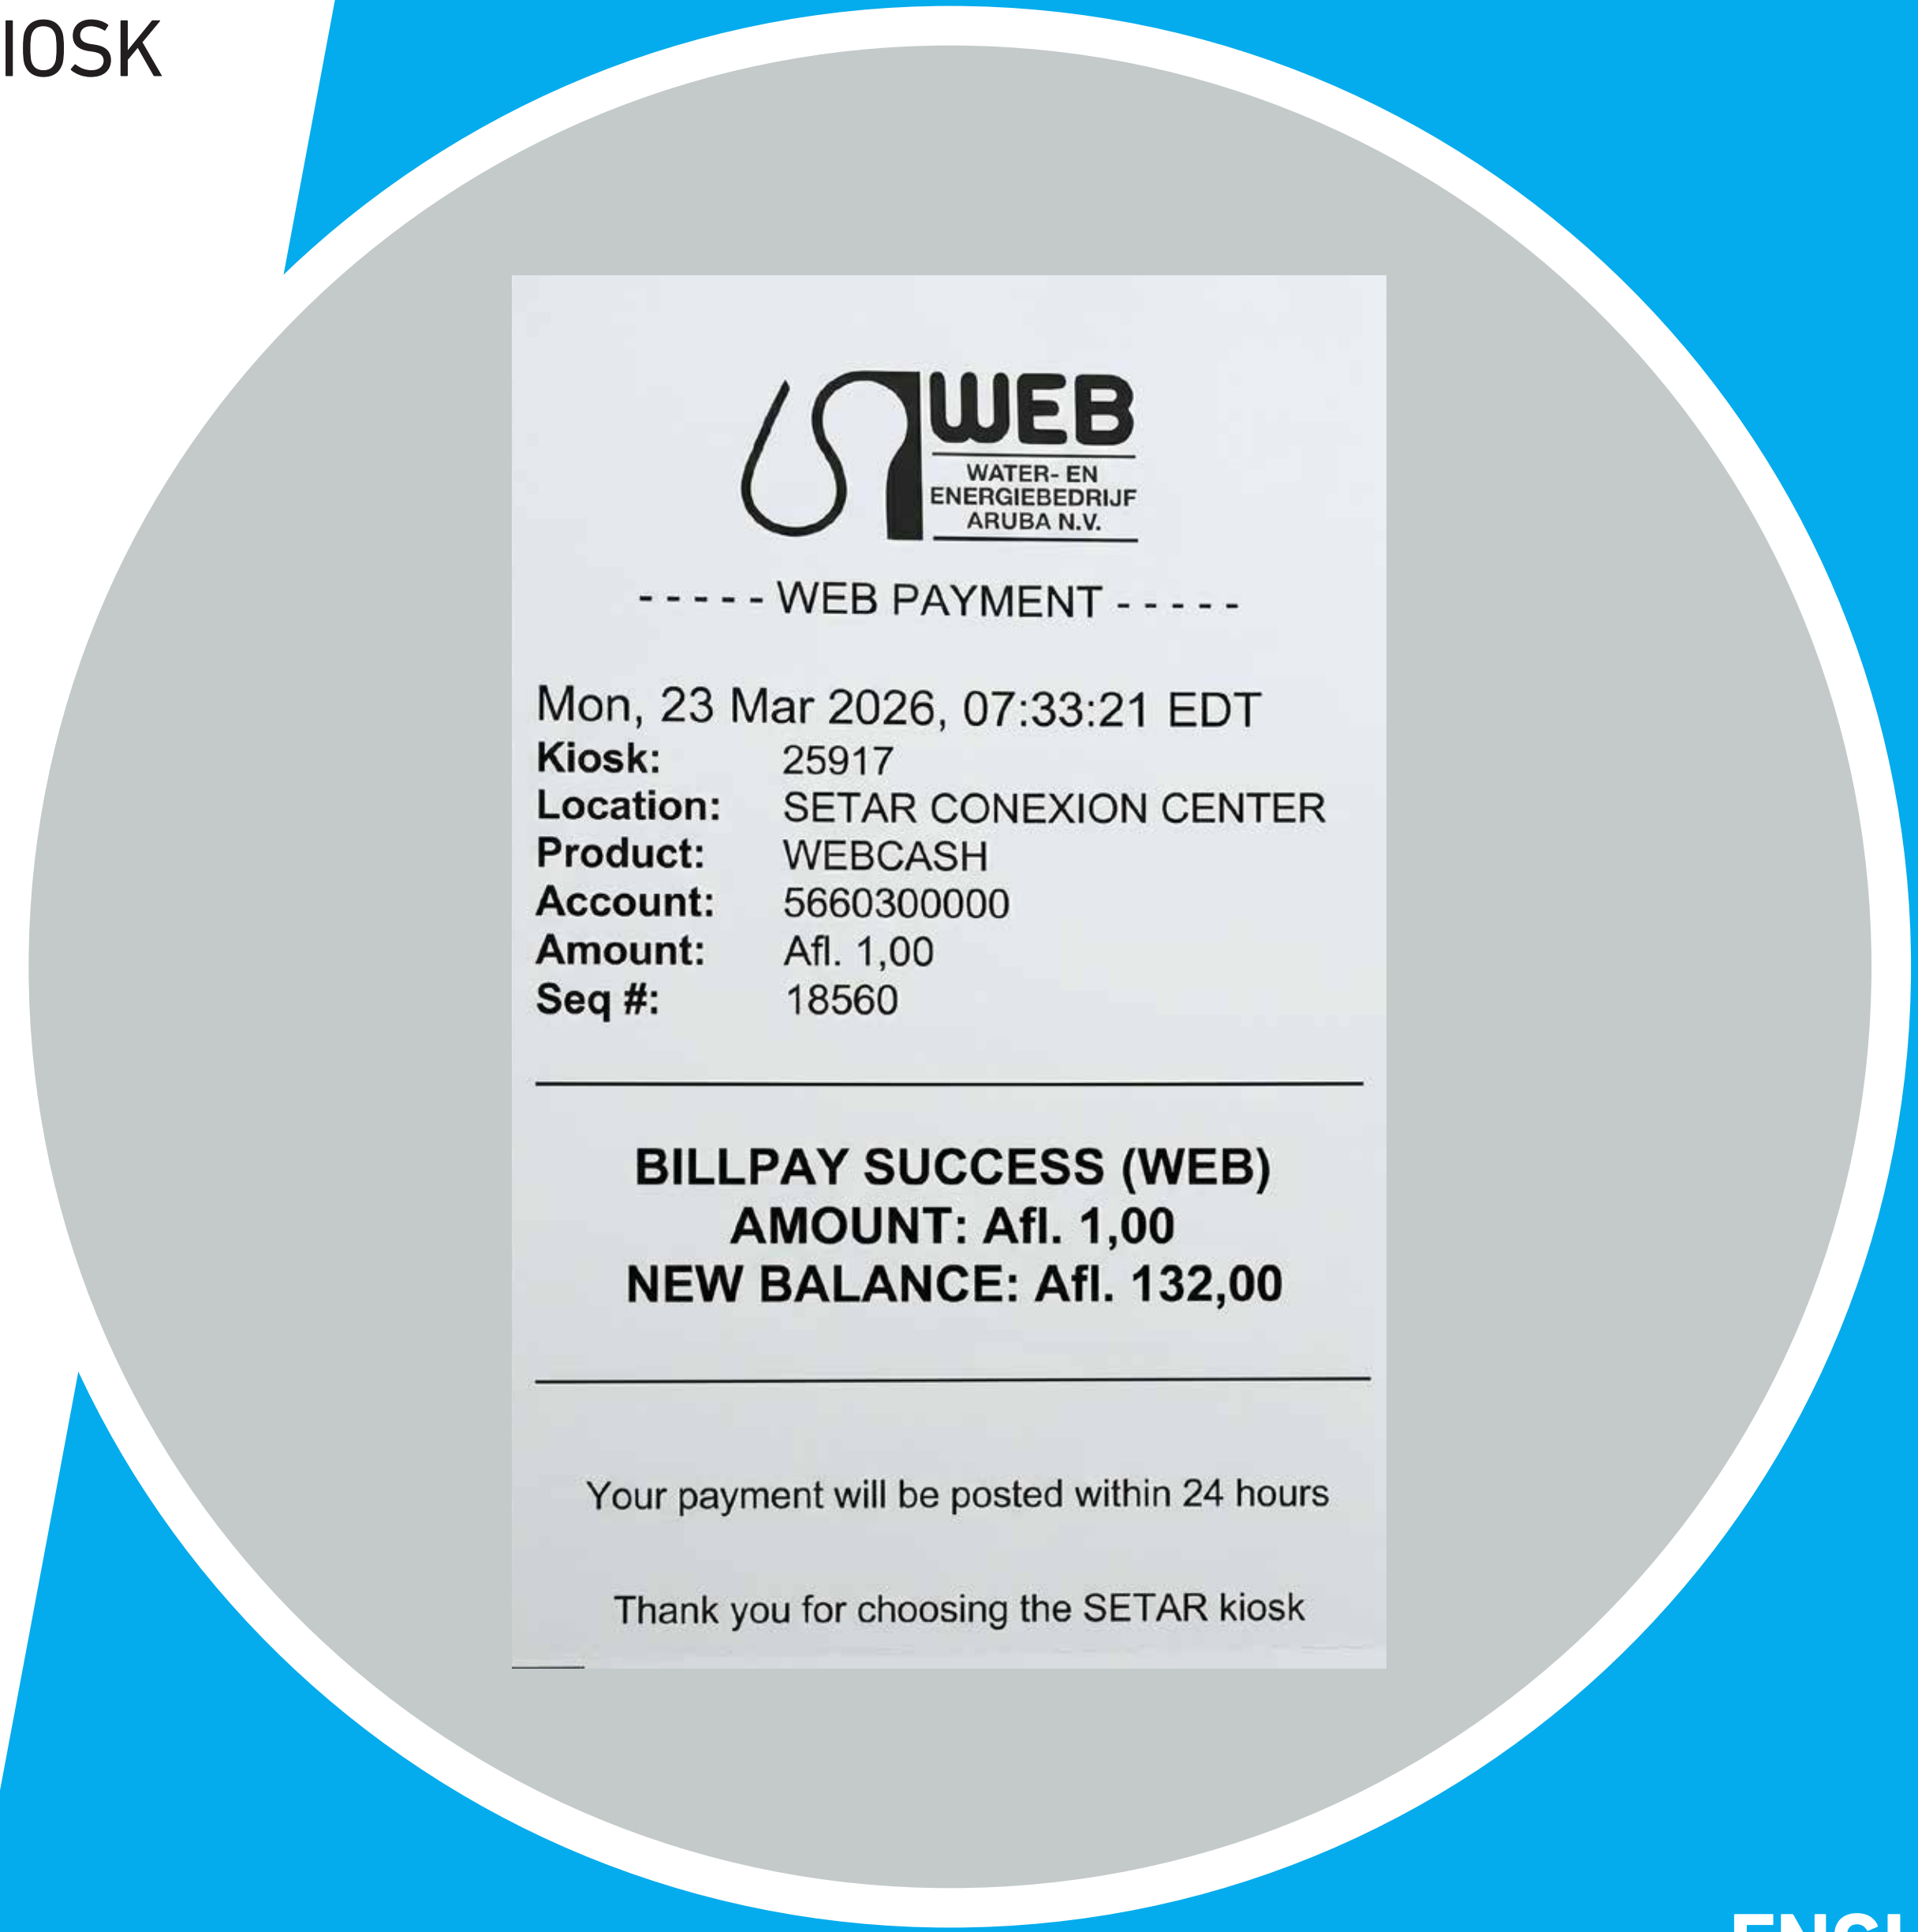 IOSK
WEB
WATER- EN
ENERGIEBEDRIJF
ARUBA N.V.
- - - - - WEB PAYMENT - - - - -
Mon, 23 Mar 2026, 07:33:21 EDT
Kiosk: 25917
Location: SETAR CONEXION CENTER
Product: WEBCASH
Account: 5660300000
Amount: Afl. 1,00
Seq #: 18560
BILLPAY SUCCESS (WEB)
AMOUNT: Afl. 1,00
NEW BALANCE: Afl. 132,00
Your payment will be posted within 24 hours
Thank you for choosing the SETAR kiosk